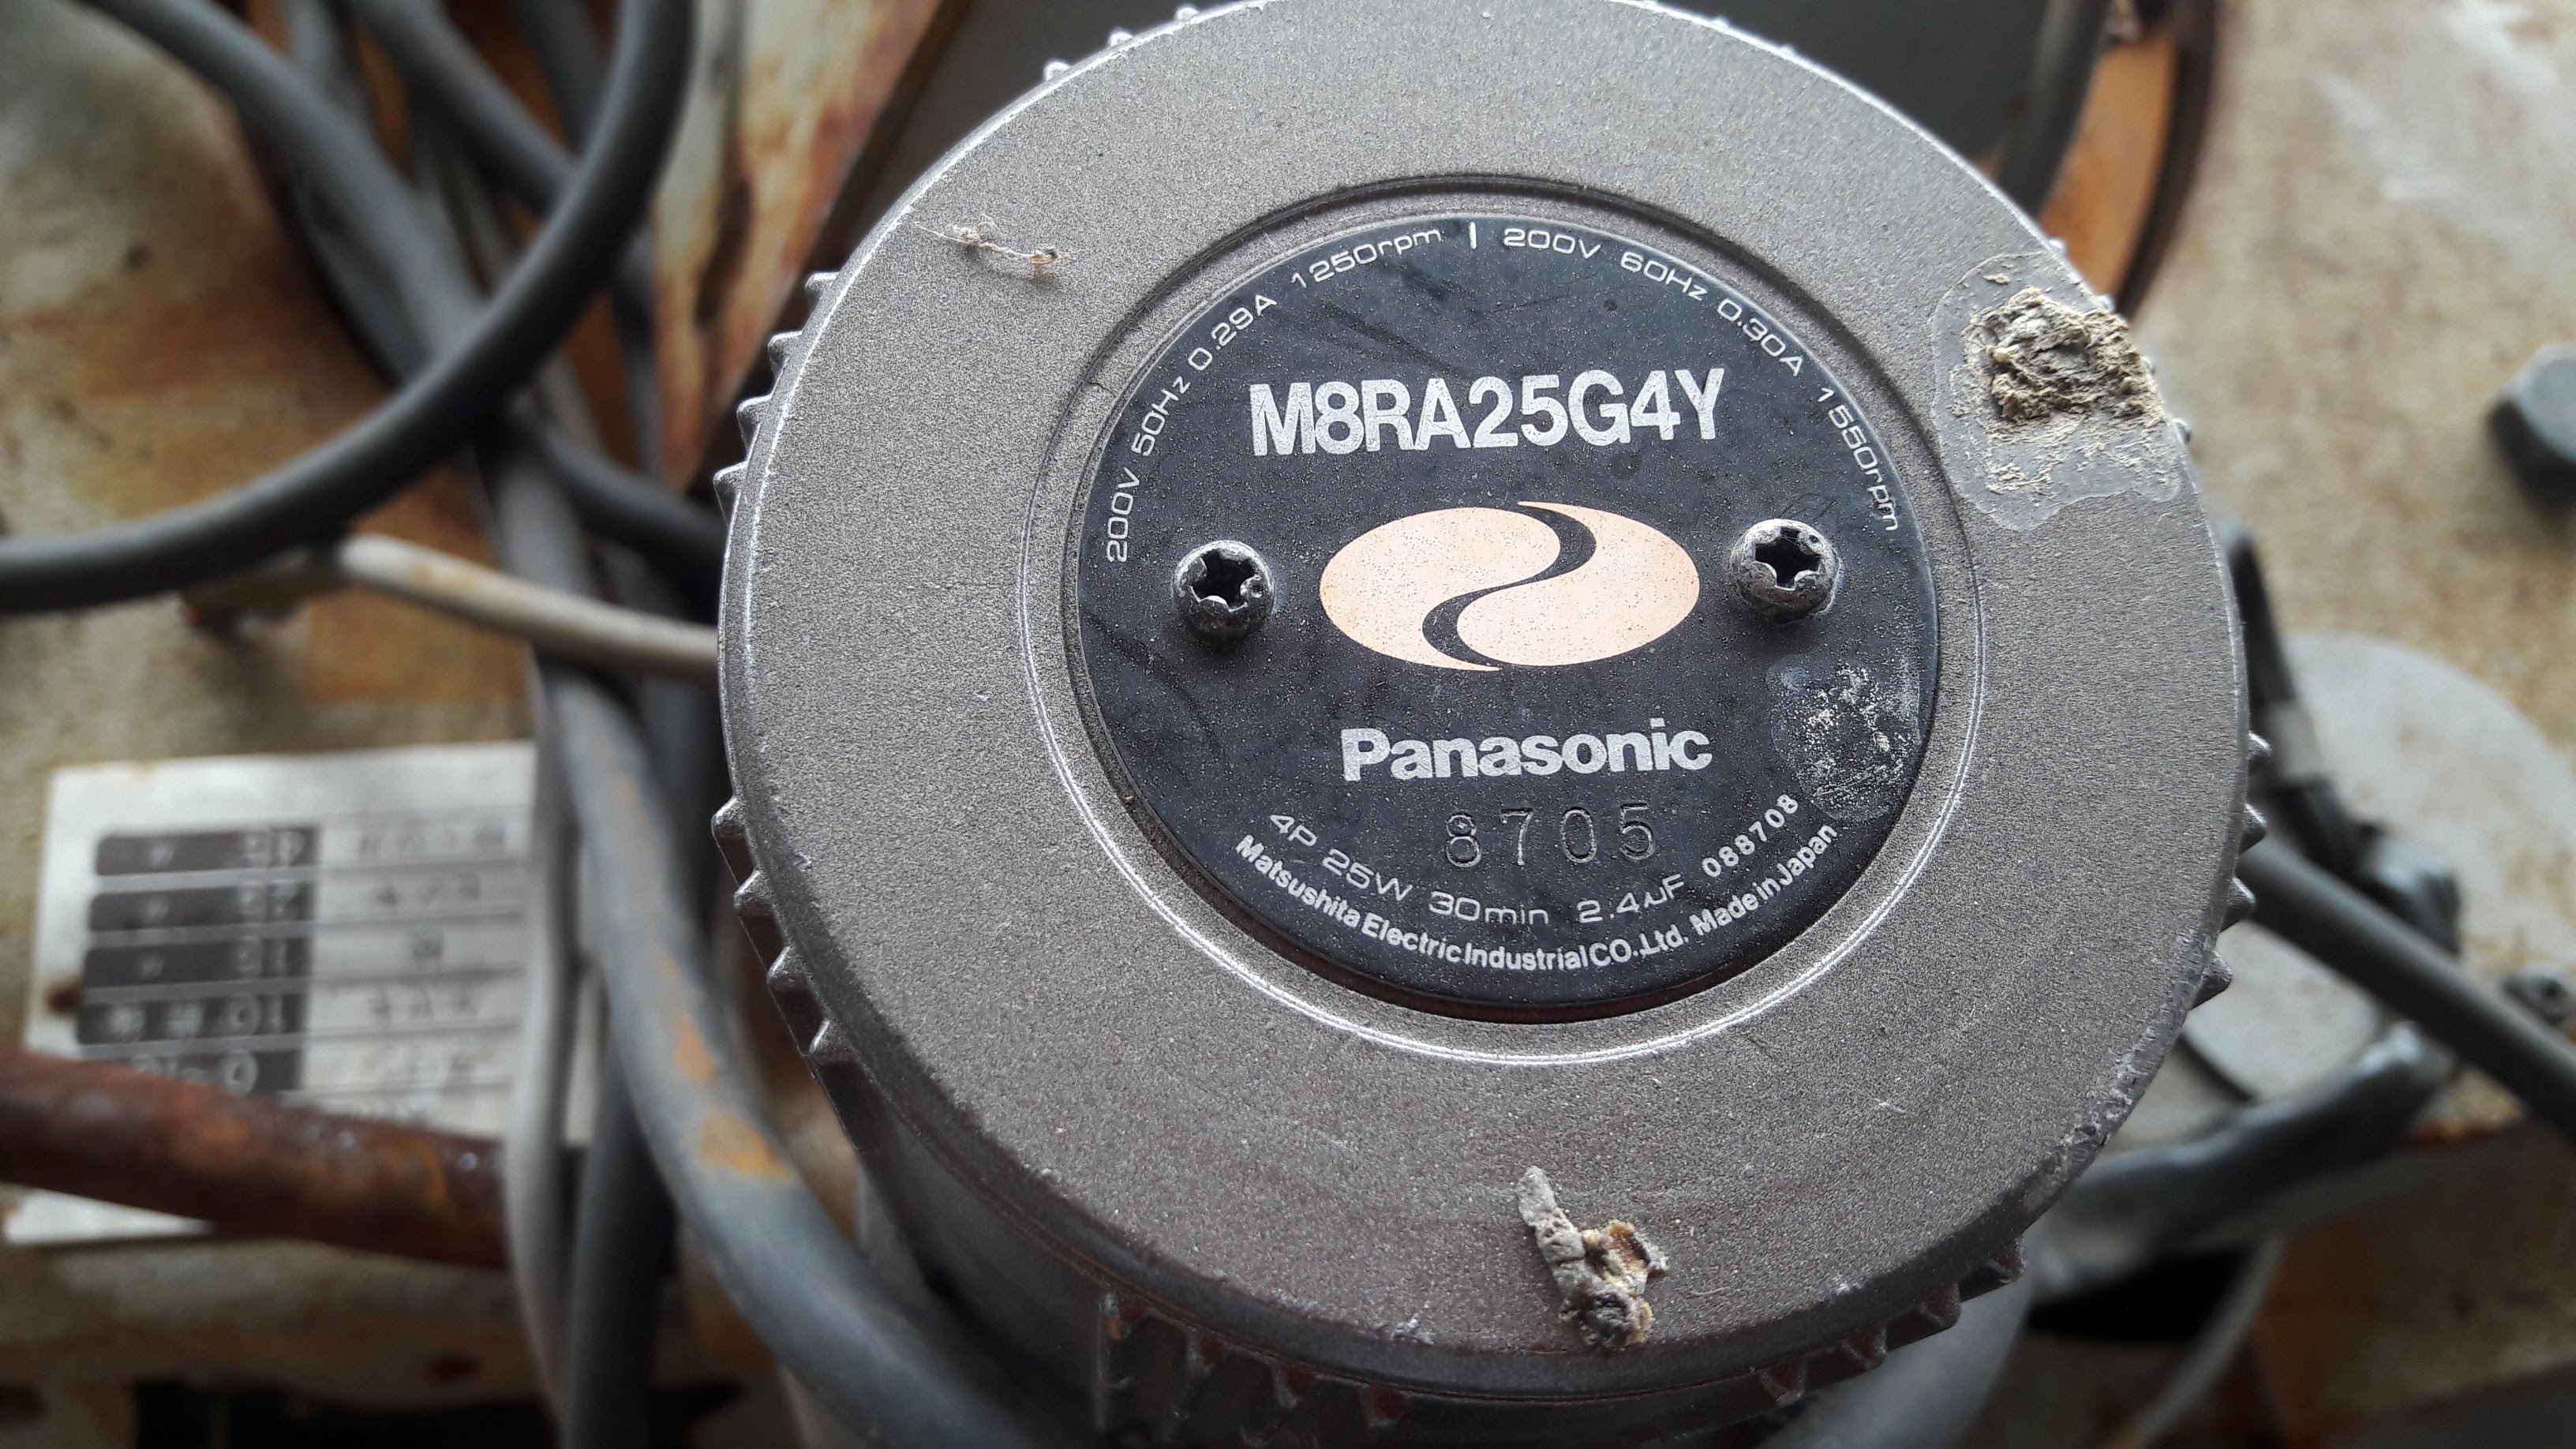 200V 50Hz 0.29A 1250rpm | 200V 60Hz 0.30A 1550rpm
M8RA25G4Y
Panasonic
8705
4P 25W 30min 2.4μF 088708
Matsushita Electric Industrial CO.,Ltd. Made in Japan